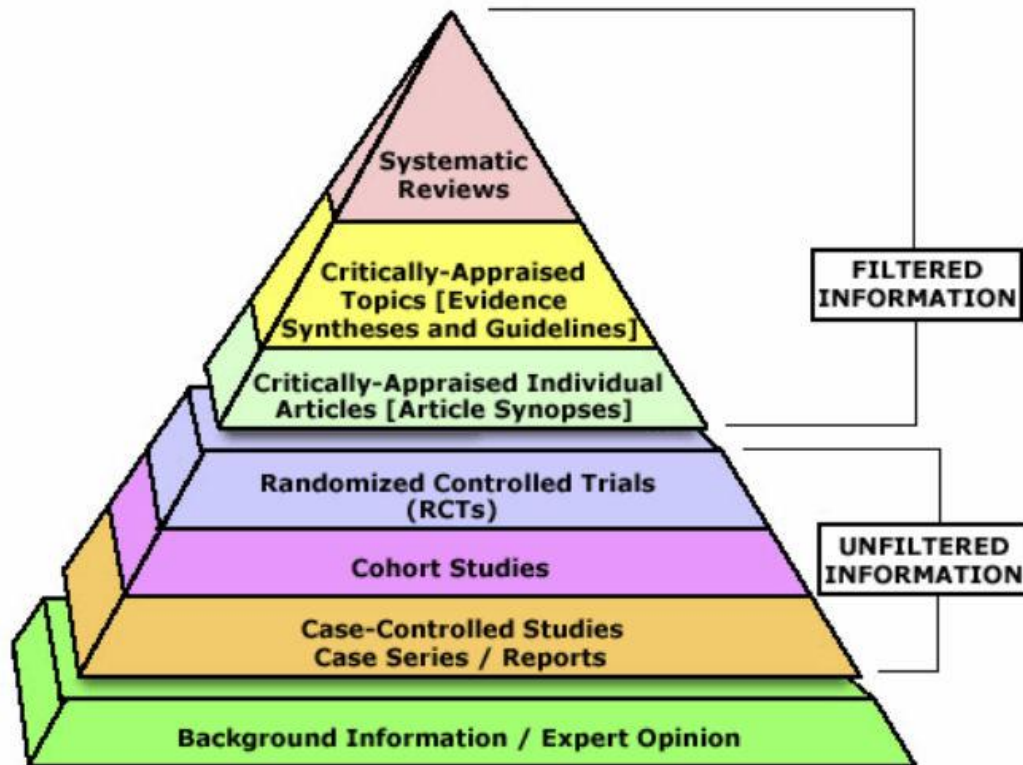 Systematic
Reviews
Critically-Appraised
Topics [Evidence
Syntheses and Guidelines]
FILTERED
INFORMATION
Critically-Appraised Individual
Articles [Article Synopses]
Randomized Controlled Trials
(RCTs)
UNFILTERED
INFORMATION
Cohort Studies
Case-Controlled Studies
Case Series / Reports
Background Information / Expert Opinion